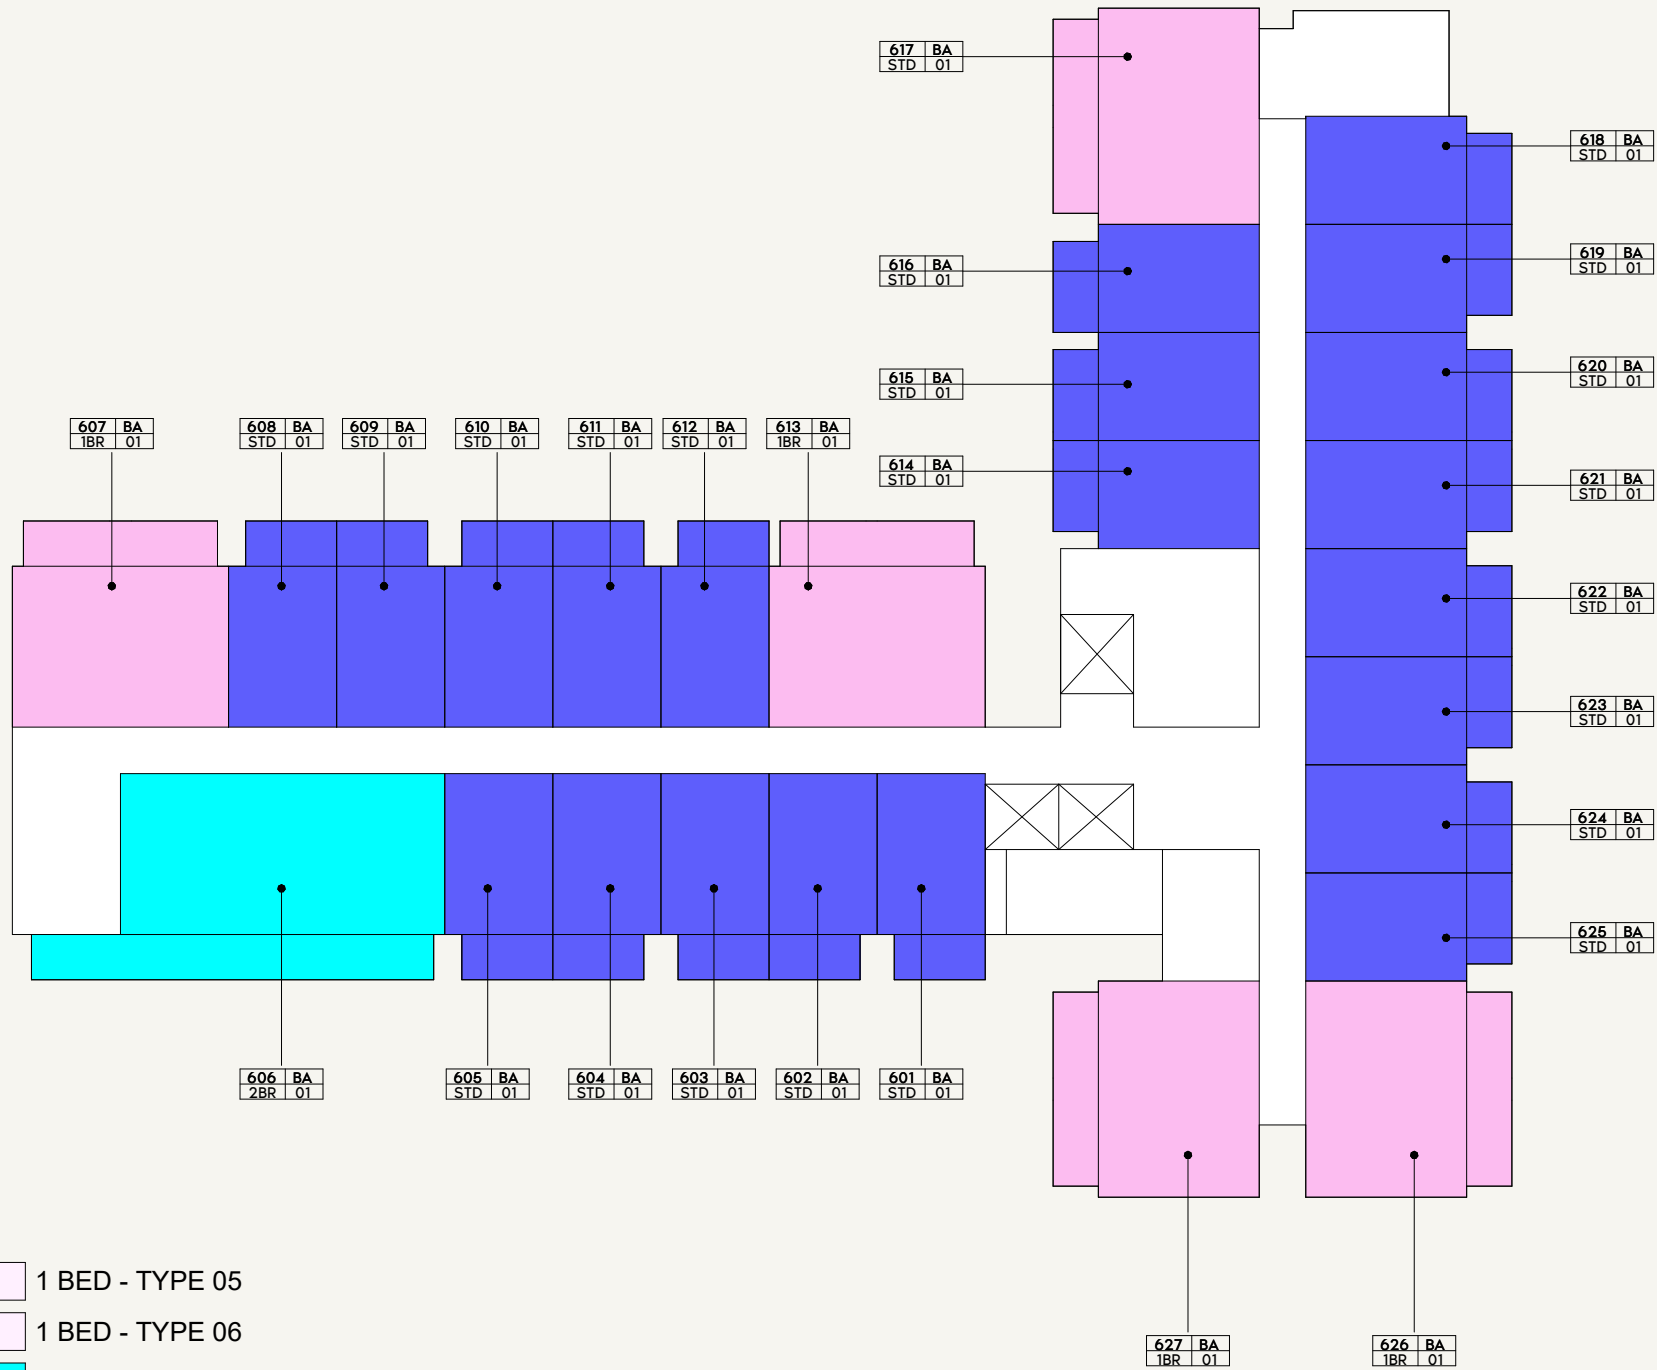 617 BA
STD 01
618 BA
STD 01
616 BA
STD 01
619 BA
STD 01
615 BA
STD 01
620 BA
STD 01
607 BA
1BR 01
608 BA
STD 01
609 BA
STD 01
610 BA
STD 01
611 BA
STD 01
612 BA
STD 01
613 BA
1BR 01
614 BA
STD 01
621 BA
STD 01
622 BA
STD 01
623 BA
STD 01
624 BA
STD 01
625 BA
STD 01
606 BA
2BR 01
605 BA
STD 01
604 BA
STD 01
603 BA
STD 01
602 BA
STD 01
601 BA
STD 01
1 BED - TYPE 05
1 BED - TYPE 06
627 BA
1BR 01
626 BA
1BR 01